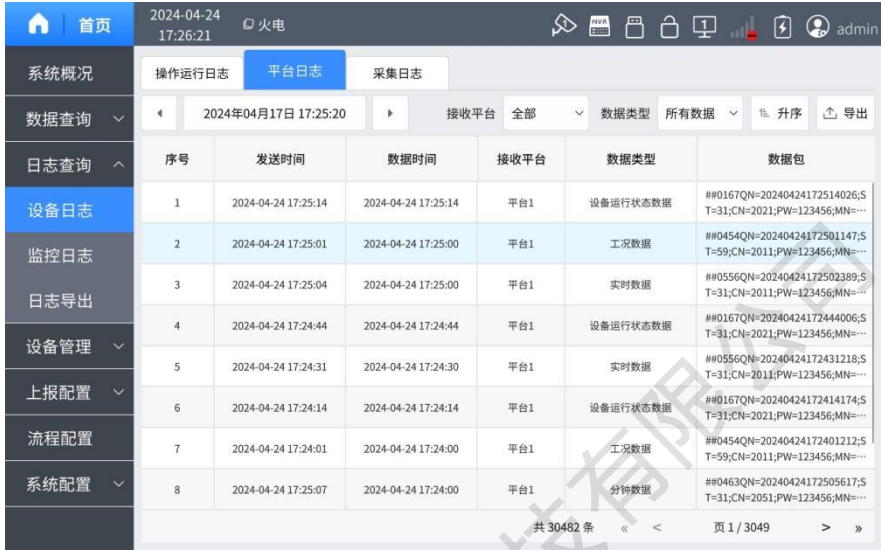 首页
2024-04-24
17:26:21
火电
NVR
1
admin
系统概况
数据查询
日志查询
设备日志
监控日志
日志导出
设备管理
上报配置
流程配置
系统配置
操作运行日志 平台日志 采集日志
2024年04月17日 17:25:20 接收平台 全部 数据类型 所有数据 升序 导出
序号 发送时间 数据时间 接收平台 数据类型 数据包
1 2024-04-24 17:25:14 2024-04-24 17:25:14 平台1 设备运行状态数据 ##0167QN=20240424172514026;S
T=31;CN=2021;PW=123456;MN=···
2 2024-04-24 17:25:01 2024-04-24 17:25:00 平台1 工况数据 ##0454QN=20240424172501147;S
T=59;CN=2011;PW=123456;MN=···
3 2024-04-24 17:25:04 2024-04-24 17:25:00 平台1 实时数据 ##0556QN=20240424172502389;S
T=31;CN=2011;PW=123456;MN=···
4 2024-04-24 17:24:44 2024-04-24 17:24:44 平台1 设备运行状态数据 ##0167QN=20240424172444006;S
T=31;CN=2021;PW=123456;MN=···
5 2024-04-24 17:24:31 2024-04-24 17:24:30 平台1 实时数据 ##0556QN=20240424172431218;S
T=31;CN=2011;PW=123456;MN=···
6 2024-04-24 17:24:14 2024-04-24 17:24:14 平台1 设备运行状态数据 ##0167QN=20240424172414174;S
T=31;CN=2021;PW=123456;MN=···
7 2024-04-24 17:24:01 2024-04-24 17:24:00 平台1 工况数据 ##0454QN=20240424172401212;S
T=59;CN=2011;PW=123456;MN=···
8 2024-04-24 17:25:07 2024-04-24 17:24:00 平台1 分钟数据 ##0463QN=20240424172505617;S
T=31;CN=2051;PW=123456;MN=···
共 30482 条 « < 页 1 / 3049 > »
技有限公司